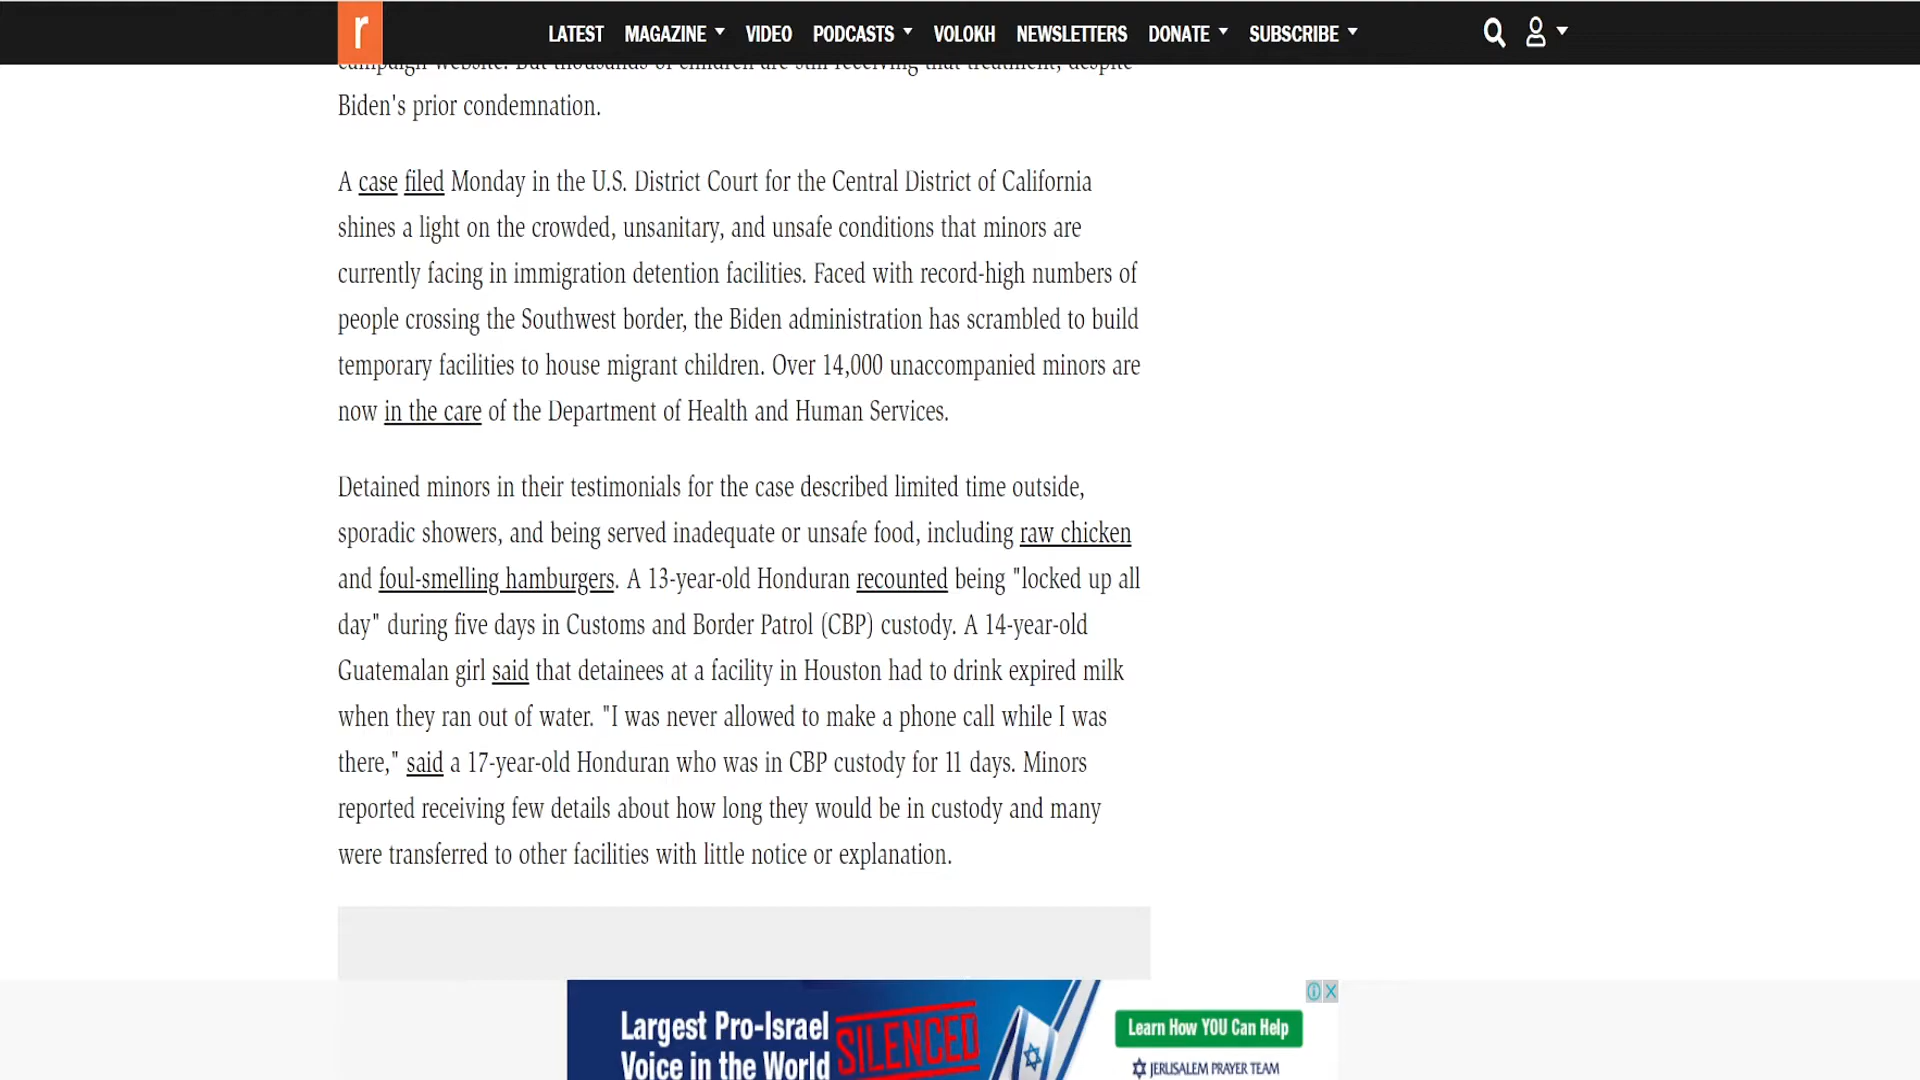 r
LATEST MAGAZINE VIDEO PODCASTS VOLOKH NEWSLETTERS DONATE SUBSCRIBE
campaign website. But thousands of children are still receiving that treatment, despite
Biden's prior condemnation.
A case filed Monday in the U.S. District Court for the Central District of California
shines a light on the crowded, unsanitary, and unsafe conditions that minors are
currently facing in immigration detention facilities. Faced with record-high numbers of
people crossing the Southwest border, the Biden administration has scrambled to build
temporary facilities to house migrant children. Over 14,000 unaccompanied minors are
now in the care of the Department of Health and Human Services.
Detained minors in their testimonials for the case described limited time outside,
sporadic showers, and being served inadequate or unsafe food, including raw chicken
and foul-smelling hamburgers. A 13-year-old Honduran recounted being "locked up all
day" during five days in Customs and Border Patrol (CBP) custody. A 14-year-old
Guatemalan girl said that detainees at a facility in Houston had to drink expired milk
when they ran out of water. "I was never allowed to make a phone call while I was
there," said a 17-year-old Honduran who was in CBP custody for 11 days. Minors
reported receiving few details about how long they would be in custody and many
were transferred to other facilities with little notice or explanation.
Largest Pro-Israel
Voice in the World
SILENCED
Learn How YOU Can Help
JERUSALEM PRAYER TEAM